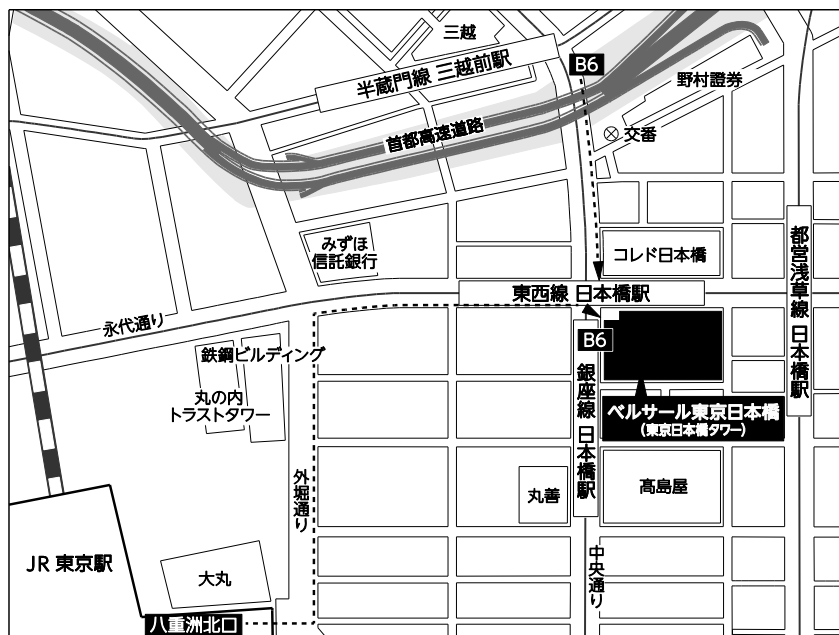 三越
半蔵門線 三越前駅
B6
野村證券
首都高速道路
交番
みずほ
信託銀行
コレド日本橋
都営浅草線 日本橋駅
東西線 日本橋駅
永代通り
B6
鉄鋼ビルディング
丸の内
トラストタワー
銀座線 日本橋駅
ベルサール東京日本橋
(東京日本橋タワー)
外堀通り
丸善
髙島屋
JR 東京駅
大丸
中央通り
八重洲北口